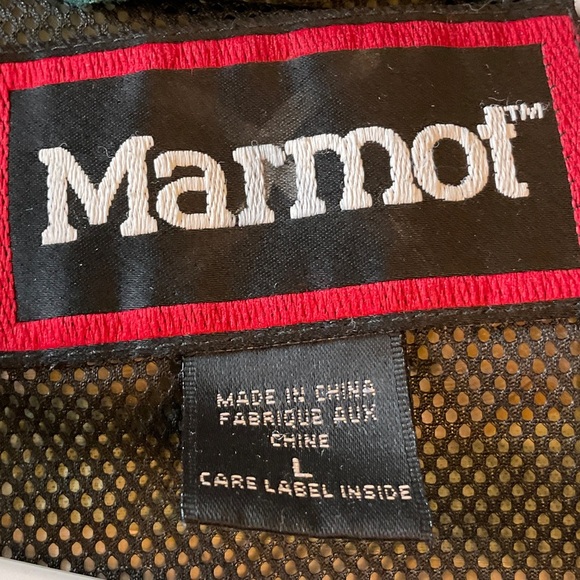 Marmot™
MADE IN CHINA
FABRIQUE AUX
CHINE
L
CARE LABEL INSIDE